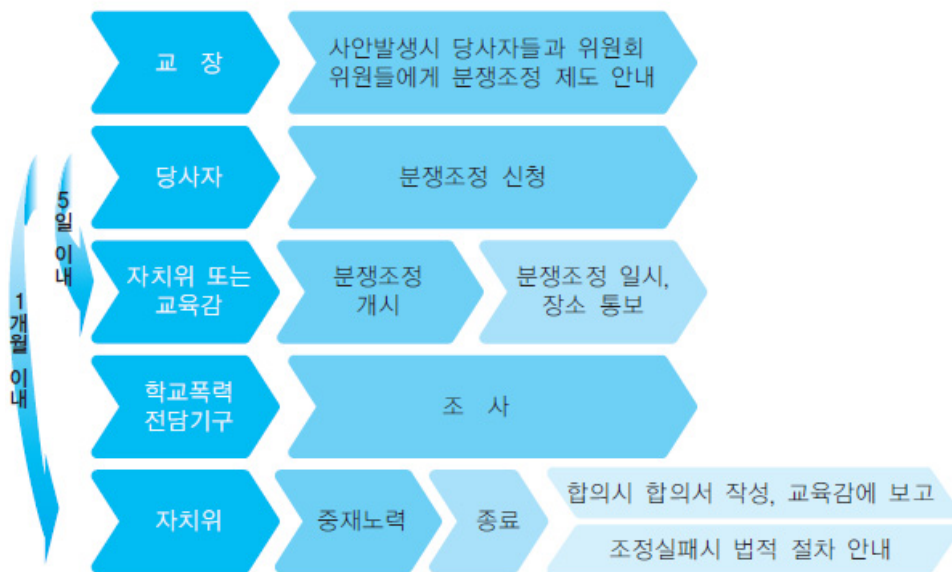 교 장
사안발생시 당사자들과 위원회
위원들에게 분쟁조정 제도 안내
당사자
분쟁조정 신청
5일 이내
1개월 이내
자치위 또는
교육감
분쟁조정
개시
분쟁조정 일시,
장소 통보
학교폭력
전담기구
조 사
자치위
중재노력
종료
합의시 합의서 작성, 교육감에 보고
조정실패시 법적 절차 안내